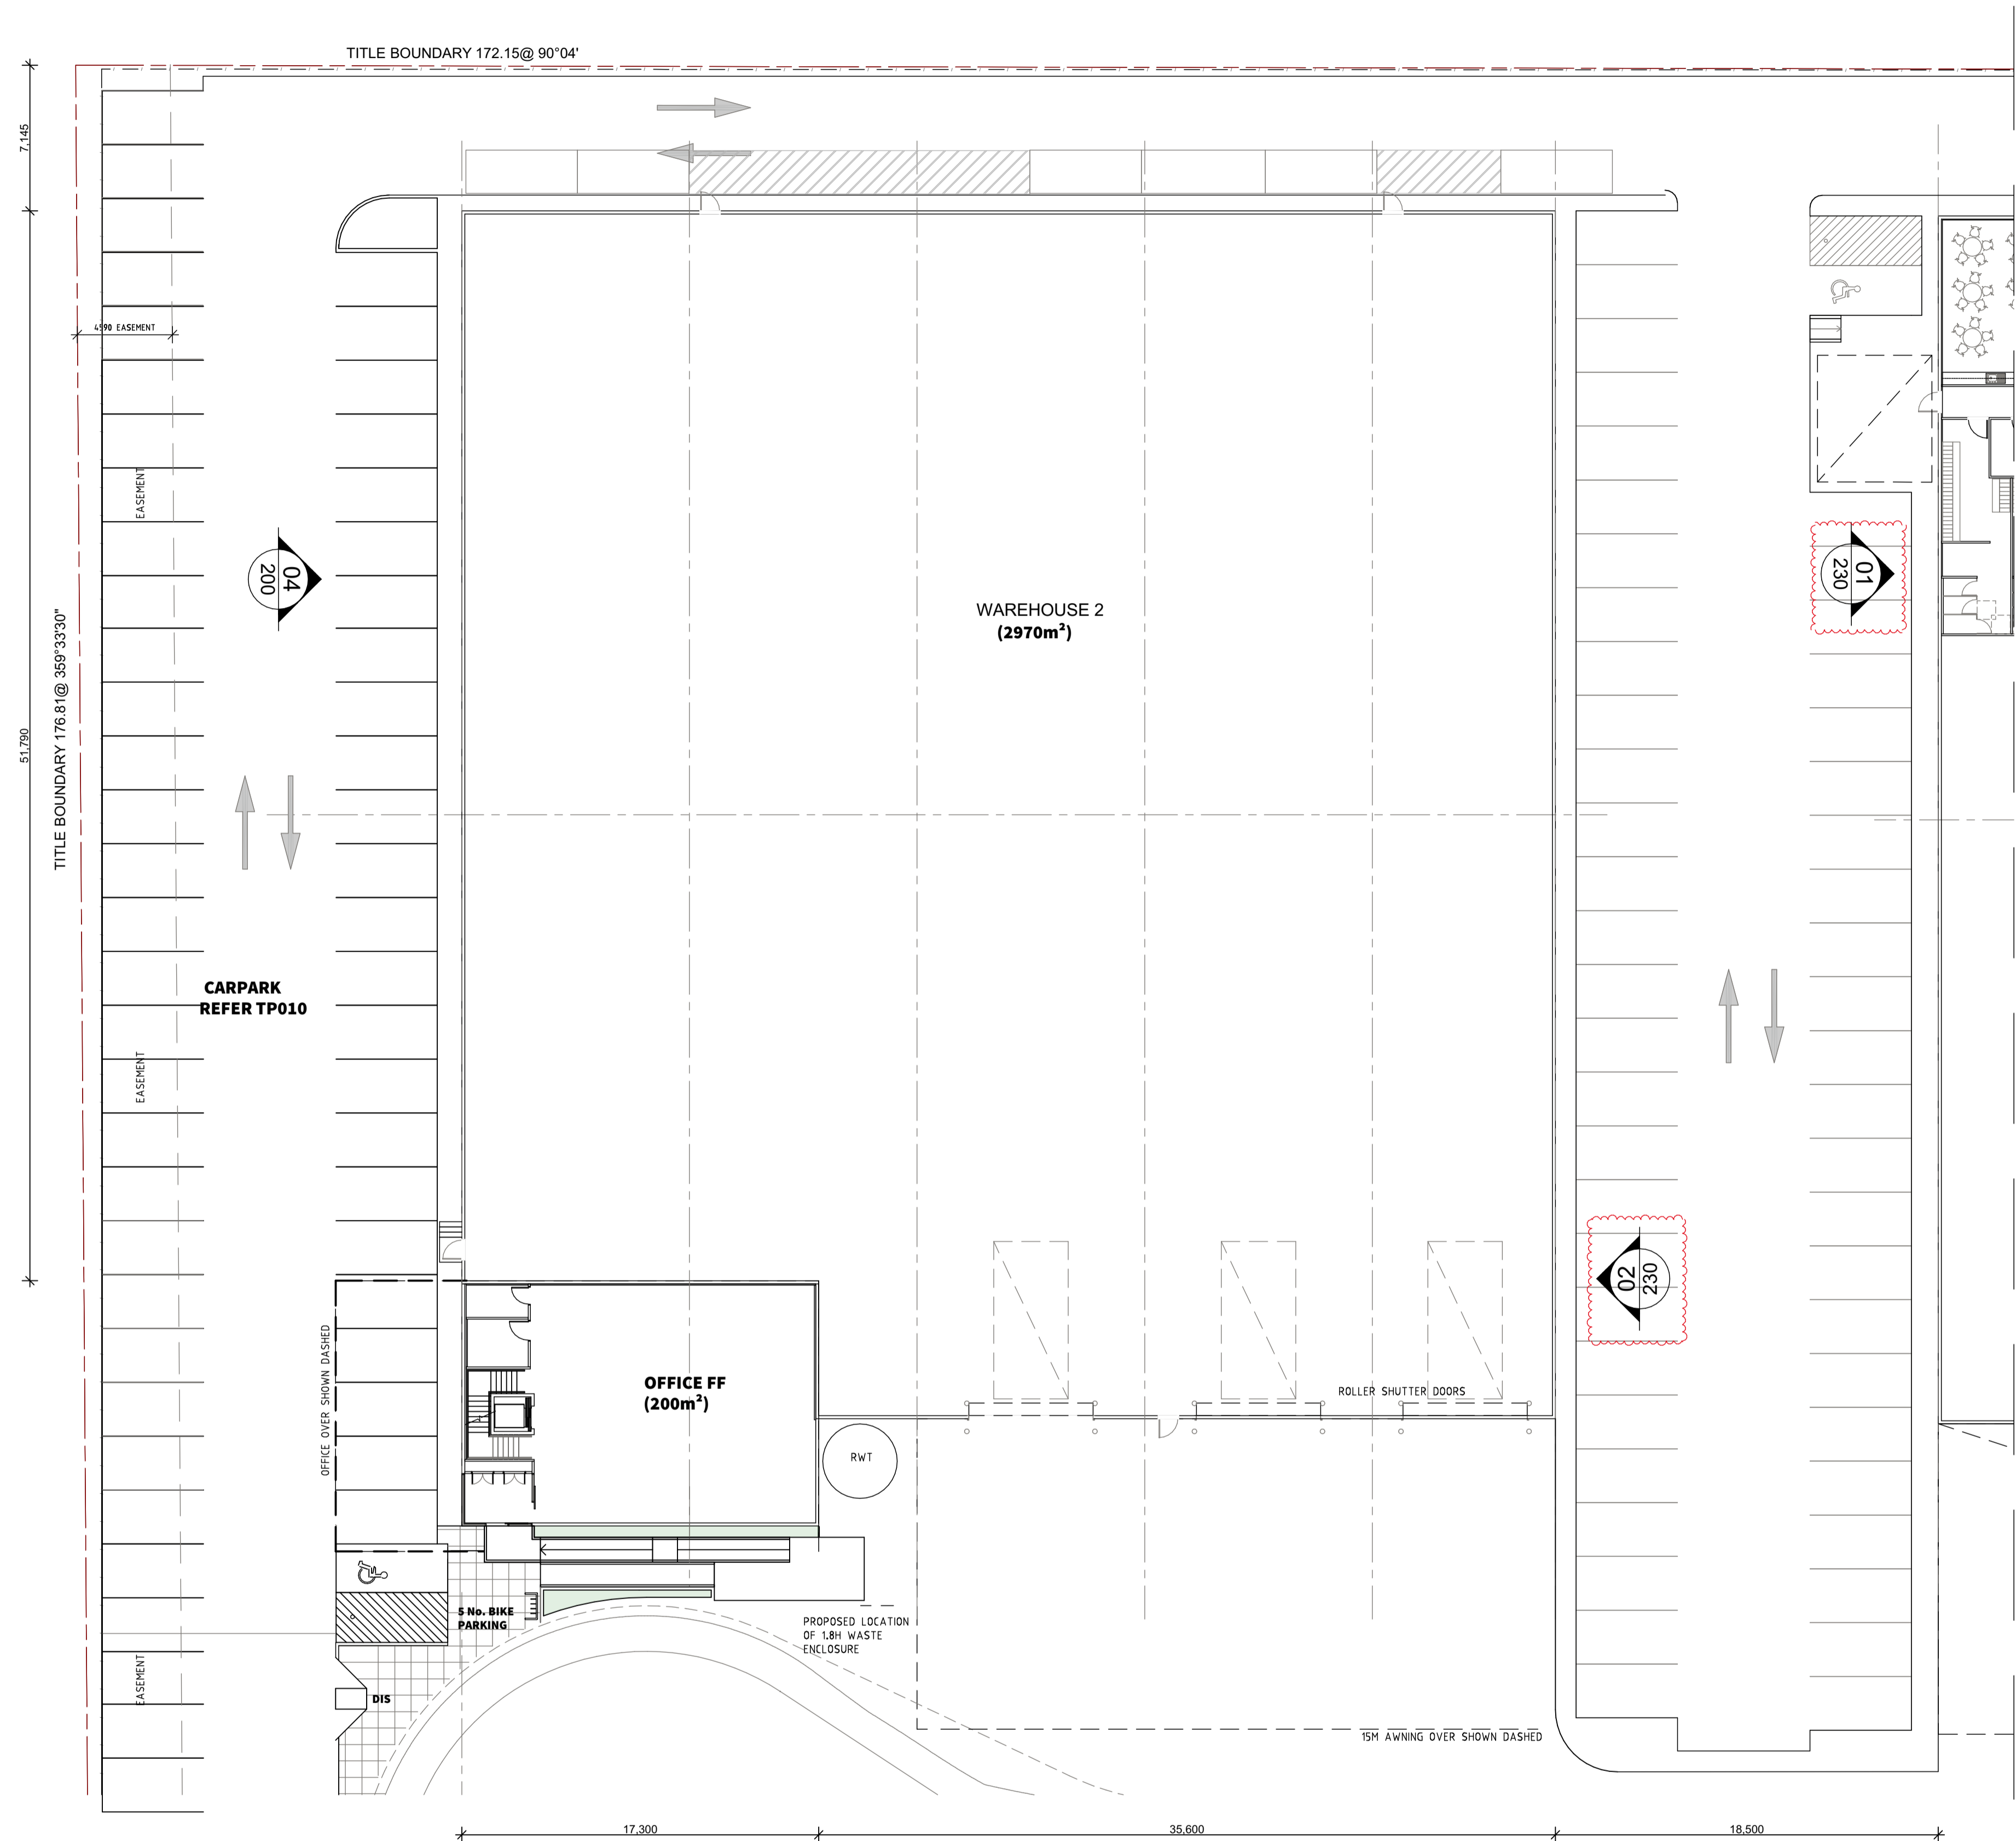 TITLE BOUNDARY 172.15@ 90°04'
7,145
4590 EASEMENT
EASEMENT
04
200
01
230
WAREHOUSE 2
(2970m²)
TITLE BOUNDARY 176.81@ 359°33'30"
51,790
CARPARK
REFER TP010
EASEMENT
02
230
OFFICE OVER SHOWN DASHED
OFFICE FF
(200m²)
ROLLER SHUTTER DOORS
RWT
5 No. BIKE
PARKING
PROPOSED LOCATION
OF 1.8H WASTE
ENCLOSURE
EASEMENT
DIS
15M AWNING OVER SHOWN DASHED
17,300
35,600
18,500